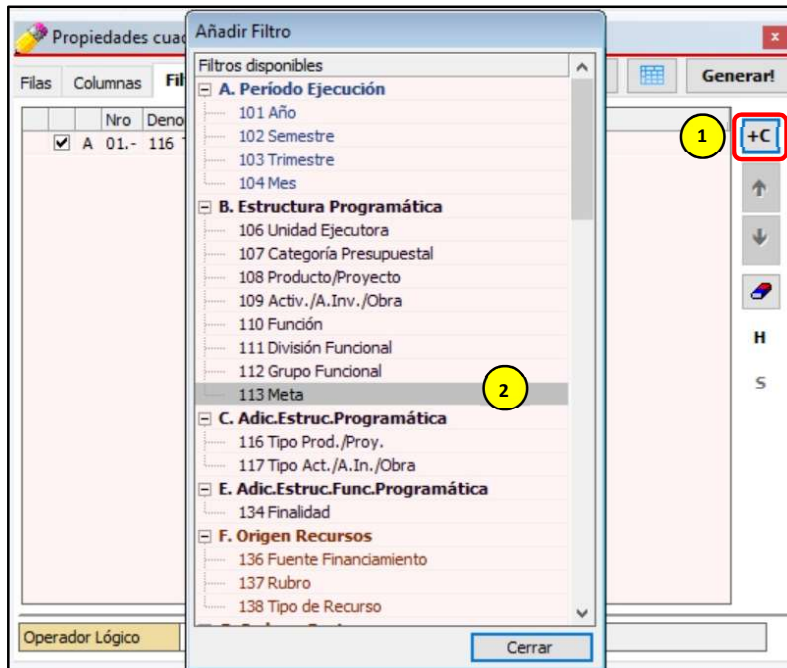 Propiedades
Añadir Filtro
x
Filas Columnas
Generar!
Nro
A 01.- 116
Filtros disponibles
A. Período Ejecución
101 Año
102 Semestre
103 Trimestre
104 Mes
B. Estructura Programática
106 Unidad Ejecutora
107 Categoría Presupuestal
108 Producto/Proyecto
109 Activ./A.Inv./Obra
110 Función
111 División Funcional
112 Grupo Funcional
113 Meta
2
C. Adic.Estruc.Programática
116 Tipo Prod./Proy.
117 Tipo Act./A.In./Obra
E. Adic.Estruc.Func.Programática
134 Finalidad
F. Origen Recursos
136 Fuente Financiamiento
137 Rubro
138 Tipo de Recurso
Cerrar
1
+C
H
S
Operador Lógico